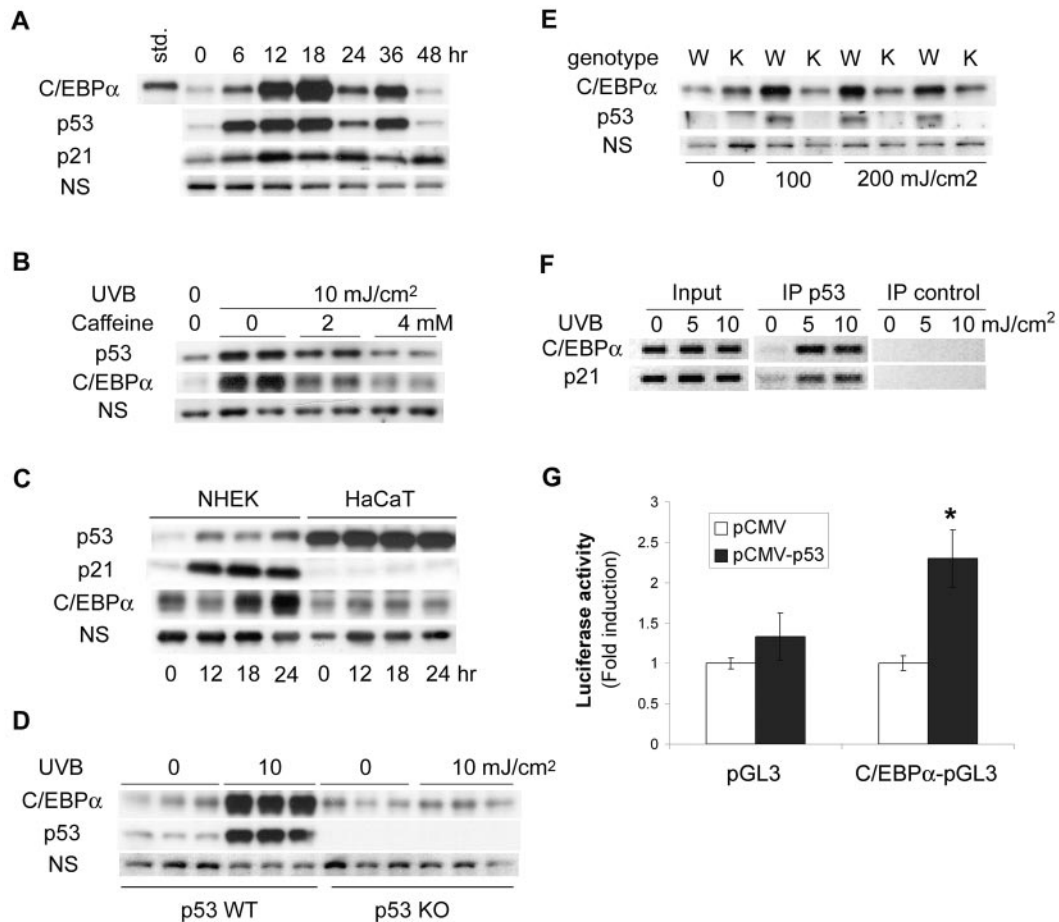 A
std. 0 6 12 18 24 36 48 hr
C/EBPα
p53
p21
NS
B
UVB 0 10 mJ/cm²
Caffeine 0 0 2 4 mM
p53
C/EBPα
NS
C
NHEK HaCaT
p53
p21
C/EBPα
NS
0 12 18 24 0 12 18 24 hr
D
UVB 0 10 0 10 mJ/cm²
C/EBPα
p53
NS
p53 WT p53 KO
E
genotype W K W K W K W K
C/EBPα
p53
NS
0 100 200 mJ/cm2
F
Input IP p53 IP control
UVB 0 5 10 0 5 10 0 5 10 mJ/cm²
C/EBPα
p21
G
Luciferase activity
(Fold induction)
3
2.5
2
1.5
1
0.5
0
pCMV
pCMV-p53
*
pGL3 C/EBPα-pGL3